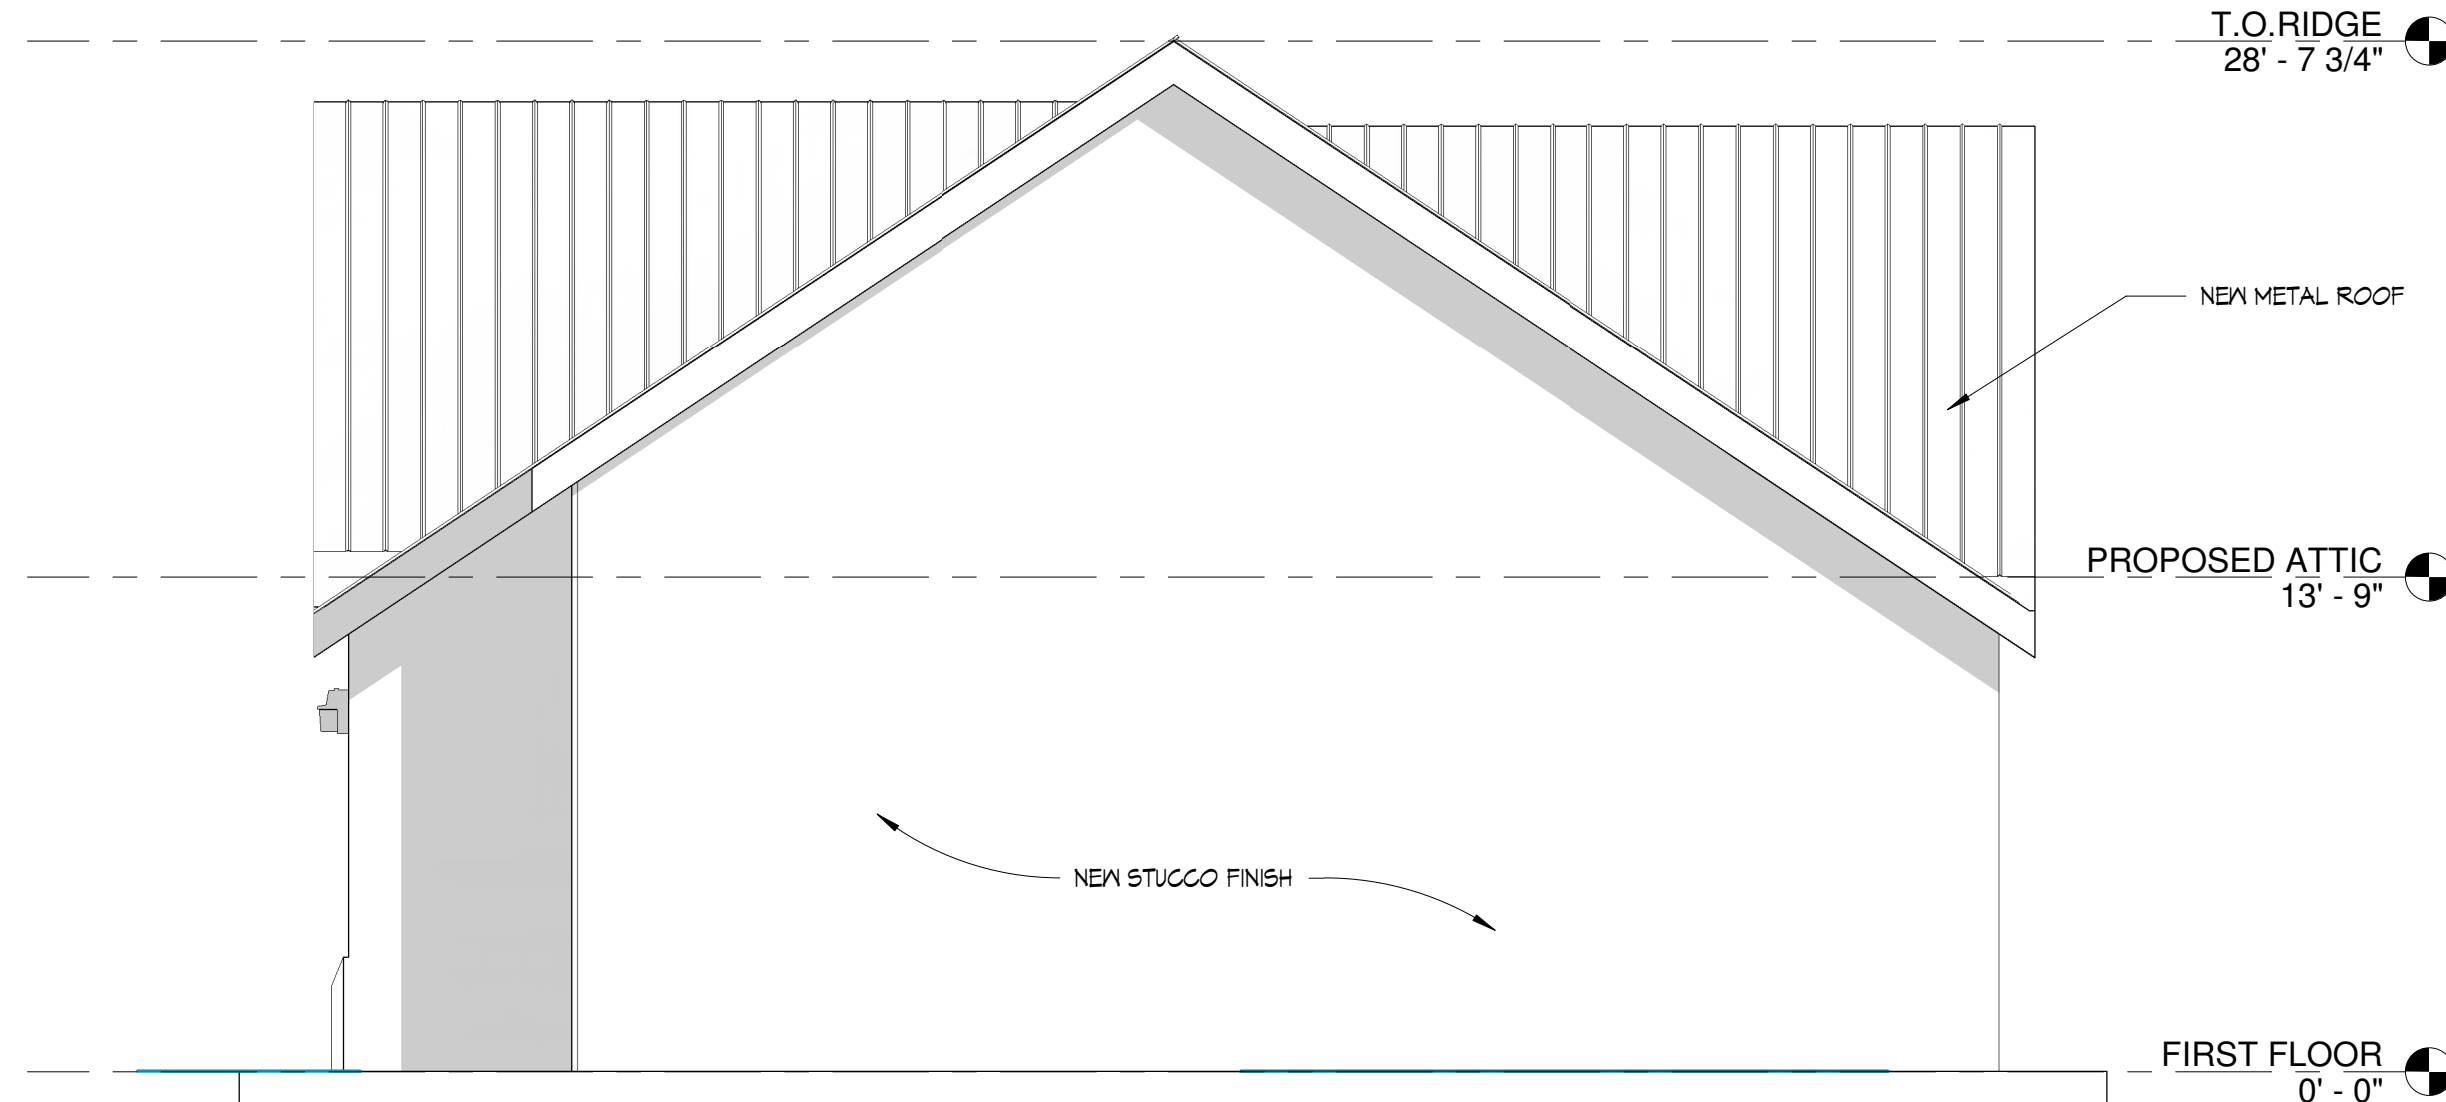 T.O.RIDGE
28' - 7 3/4"
NEW METAL ROOF
PROPOSED ATTIC
13' - 9"
NEW STUCCO FINISH
FIRST FLOOR
0' - 0"